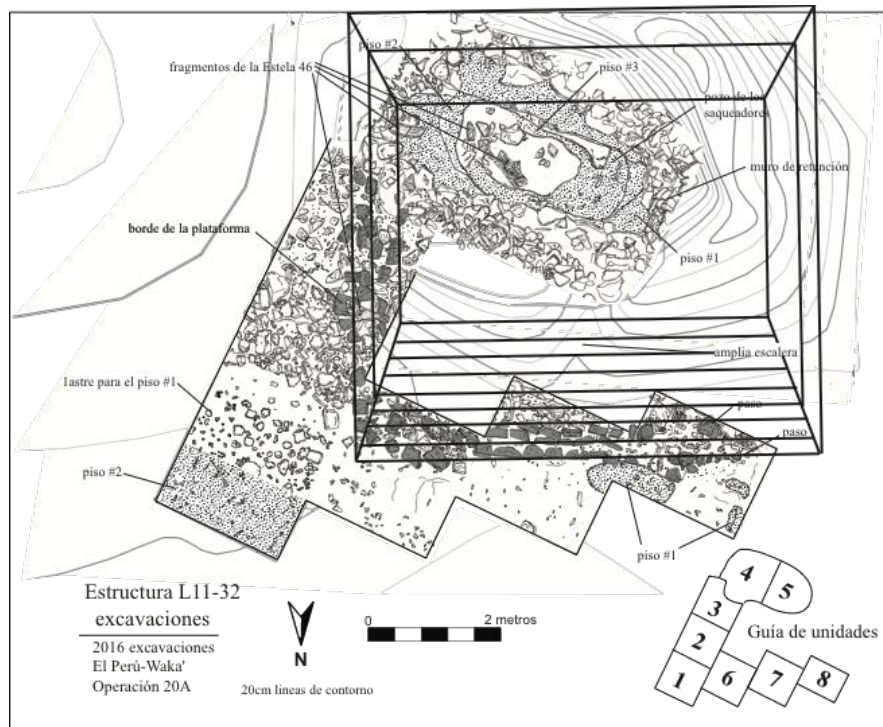 piso #2
fragmentos de la Estela 46
piso #3
pozo de los
saqueadores
muro de retención
borde de la plataforma
piso #1
amplia escalera
lastre para el piso #1
paso
paso
piso #2
piso #1
Estructura L11-32
excavaciones
2016 excavaciones
El Perú-Waka'
Operación 20A
N
20cm lineas de contorno
0
2 metros
Guía de unidades
4
5
3
2
1
6
7
8